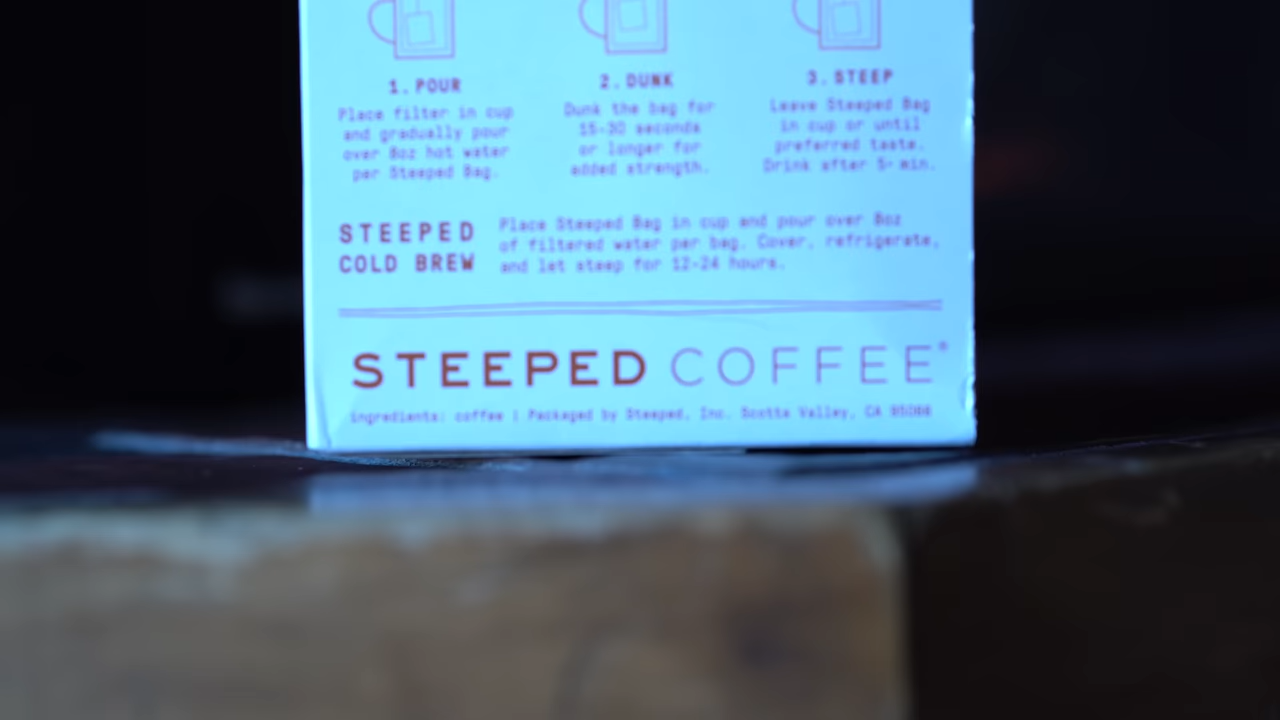 1. POUR
Place filter in cup
and gradually pour
over 8oz hot water
per Steeped Bag.
2. DUNK
Dunk the bag for
15-30 seconds
or longer for
added strength.
3. STEEP
Leave Steeped Bag
in cup or until
preferred taste.
Drink after 5+ min.
STEEPED
COLD BREW
Place Steeped Bag in cup and pour over 8oz
of filtered water per bag. Cover, refrigerate,
and let steep for 12-24 hours.
STEEPED COFFEE®
ingredients: coffee | Packaged by Steeped, Inc. Scotts Valley, CA 95066